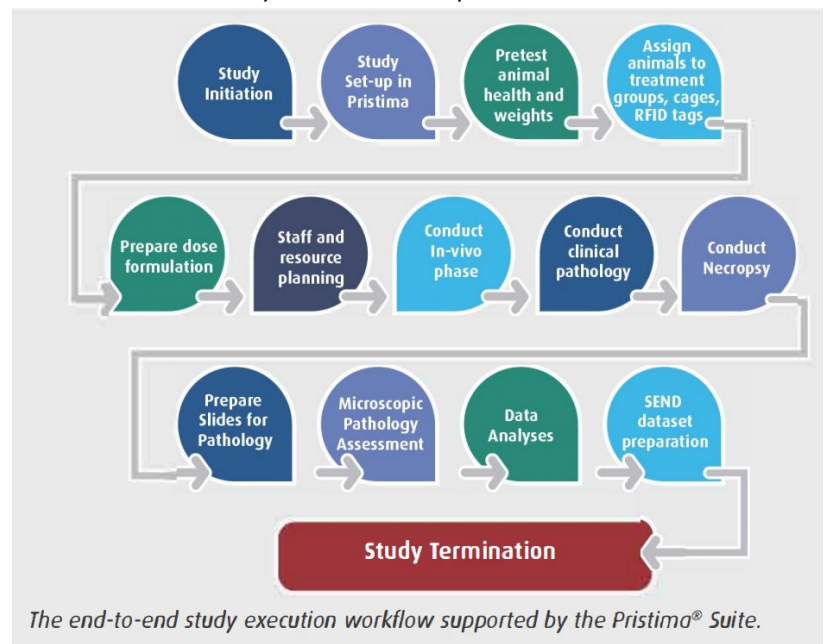 Study
Initiation
Study
Set-up in
Pristima
Pretest
animal
health and
weights
Assign
animals to
treatment
groups, cages,
RFID tags
Prepare dose
formulation
Staff and
resource
planning
Conduct
In-vivo
phase
Conduct
clinical
pathology
Conduct
Necropsy
Prepare
Slides for
Pathology
Microscopic
Pathology
Assessment
Data
Analyses
SEND
dataset
preparation
Study Termination
The end-to-end study execution workflow supported by the Pristima® Suite.